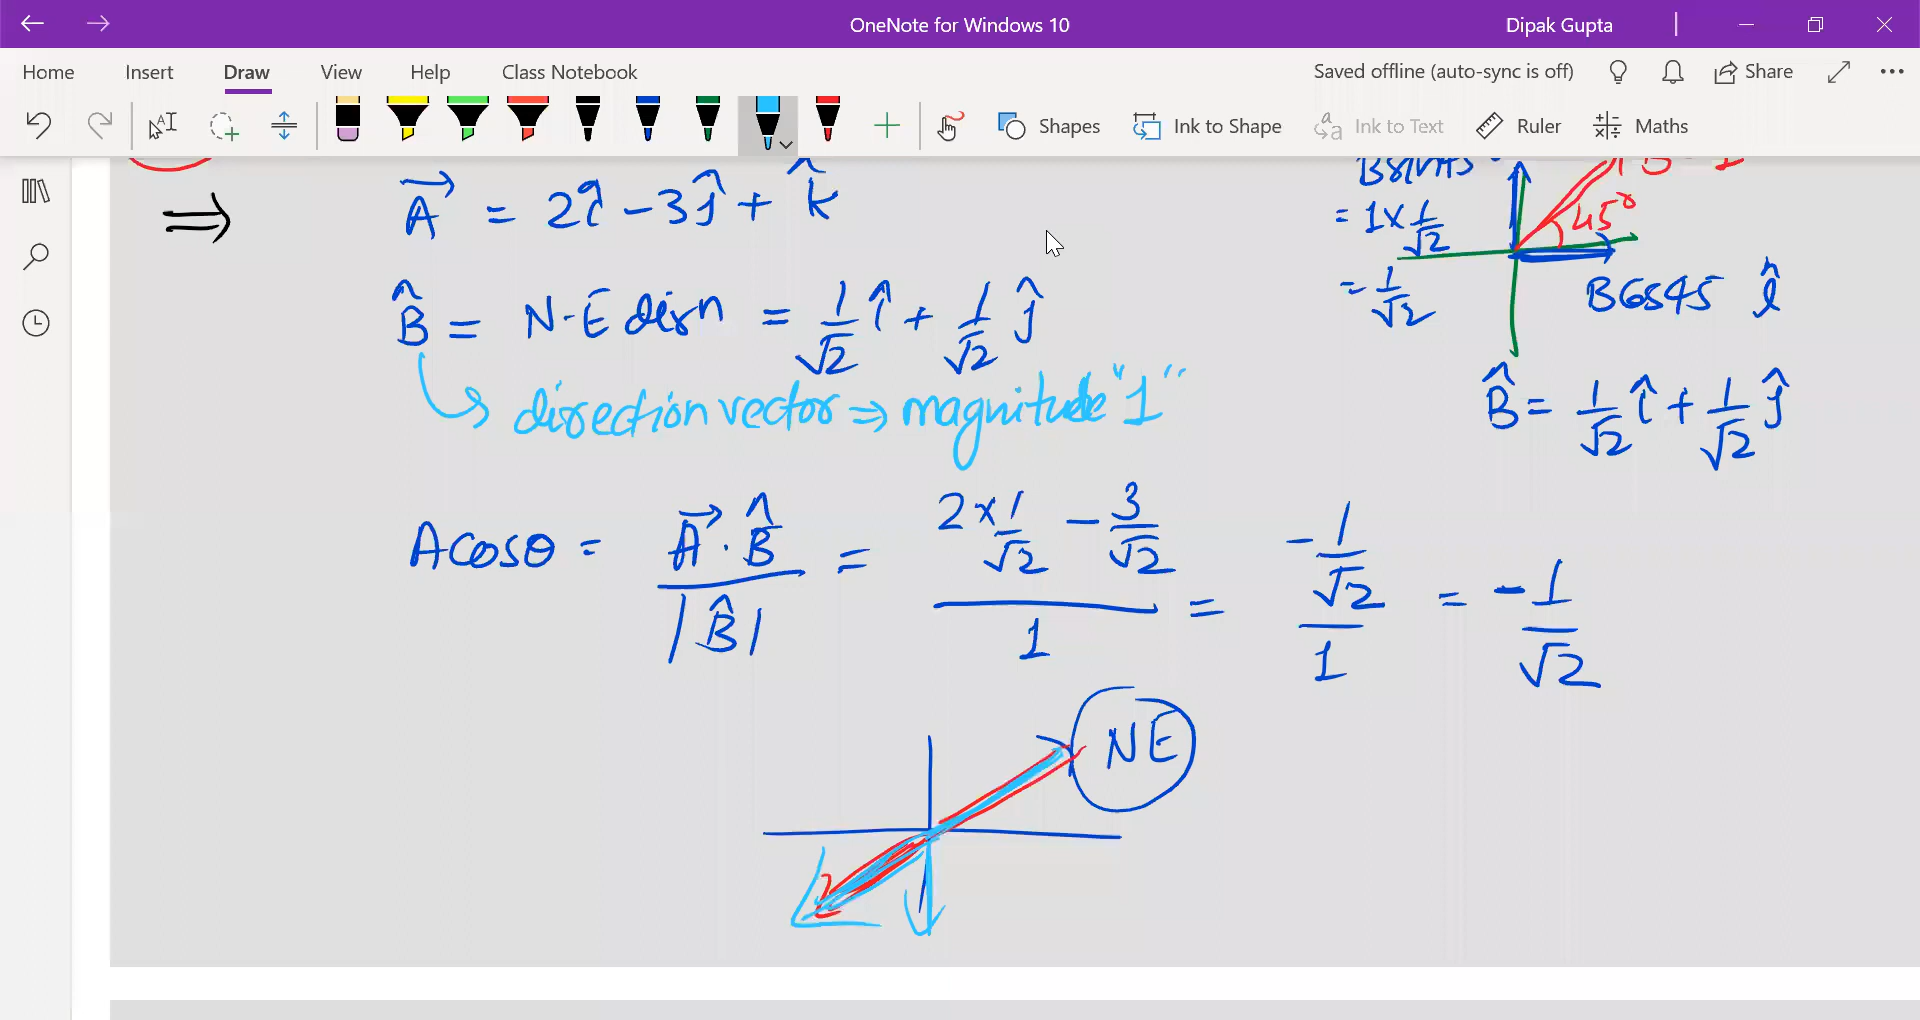 OneNote for Windows 10
Dipak Gupta
Home Insert Draw View Help Class Notebook
Saved offline (auto-sync is off) Share
Shapes Ink to Shape Ink to Text Ruler Maths
⇒ A⃗ = 2î - 3ĵ + k̂
B̂ = N-E dirn = 1/√2 î + 1/√2 ĵ
direction vector ⇒ magnitude "1"
Acosθ = A⃗ . B̂ / |B̂| = (2 × 1/√2 - 3/√2) / 1 = (-1/√2) / 1 = -1/√2
NE
Bsin45
= 1 × 1/√2
= 1/√2
45°
Bcos45 î
B̂ = 1/√2 î + 1/√2 ĵ